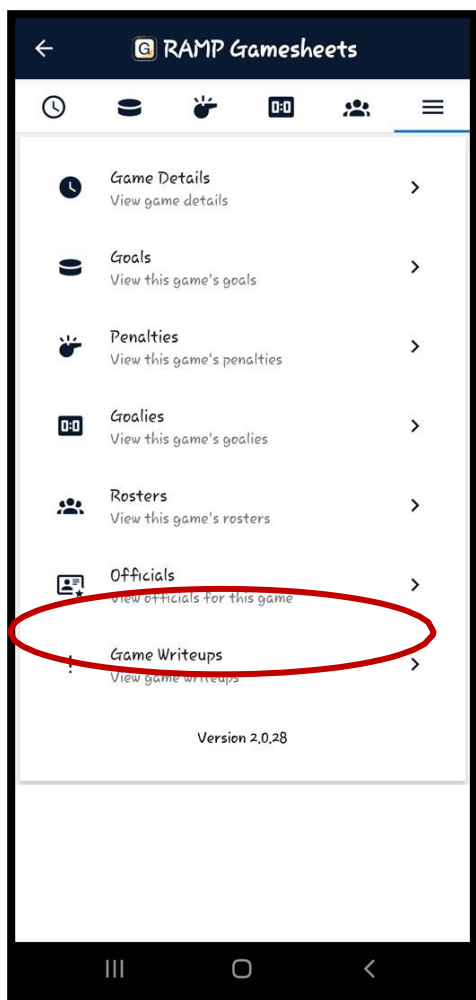 G RAMP Gamesheets
0:0
Game Details
View game details
Goals
View this game's goals
Penalties
View this game's penalties
0:0
Goalies
View this game's goalies
Rosters
View this game's rosters
Officials
View officials for this game
Game Writeups
View game writeups
Version 2.0.28